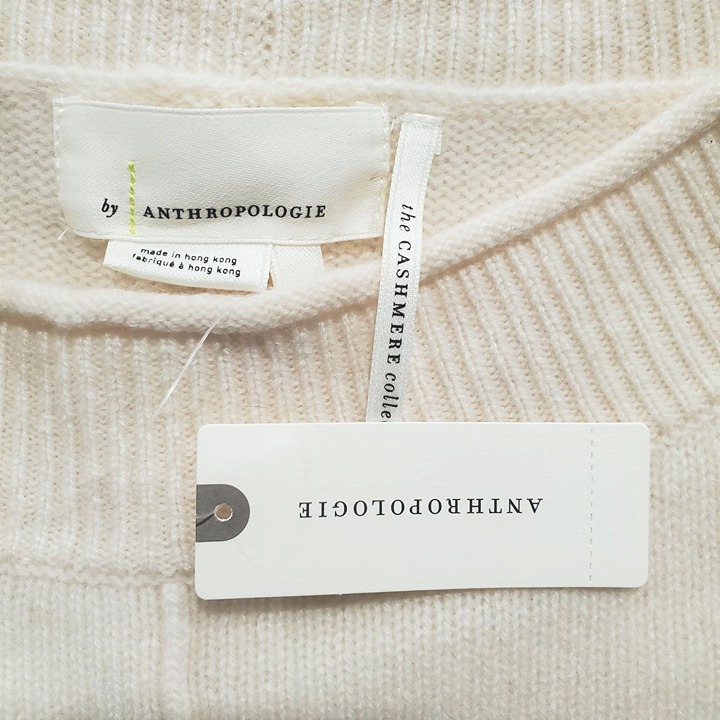 by ANTHROPOLOGIE
made in hong kong
fabriqué à hong kong
the CASHMERE colle
ANTHROPOLOGIE